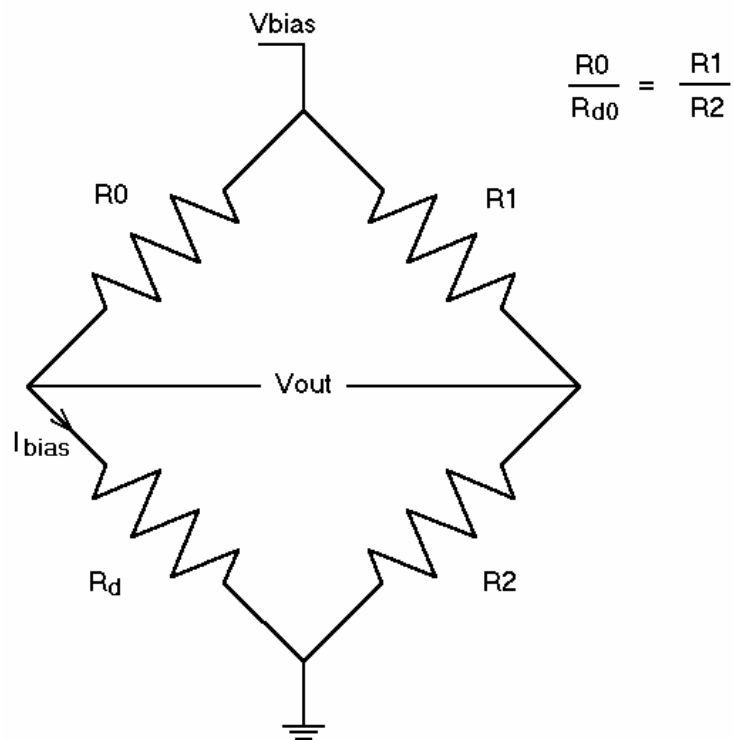 Vbias
R0 / Rd0 = R1 / R2
R0
R1
Vout
Ibias
Rd
R2